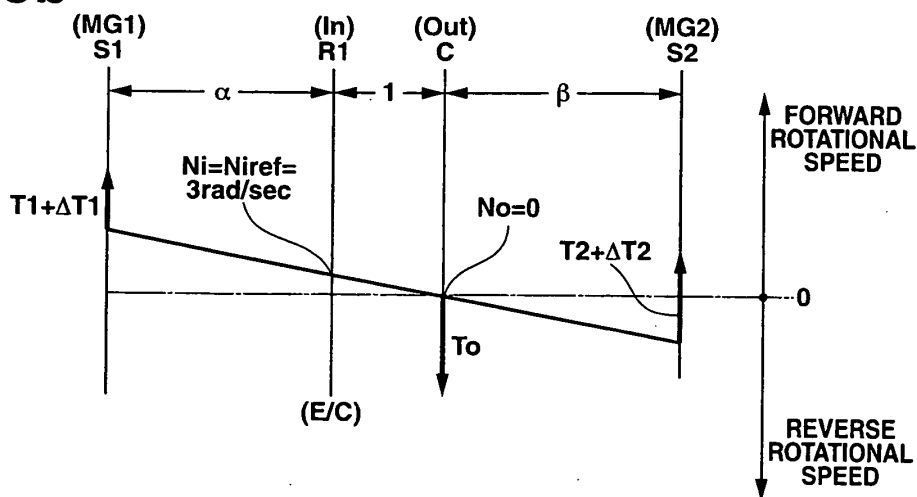 (MG1)
S1
(In)
R1
(Out)
C
(MG2)
S2
α
1
β
FORWARD
ROTATIONAL
SPEED
Ni=Niref=
3rad/sec
No=0
T1+ΔT1
T2+ΔT2
0
To
(E/C)
REVERSE
ROTATIONAL
SPEED